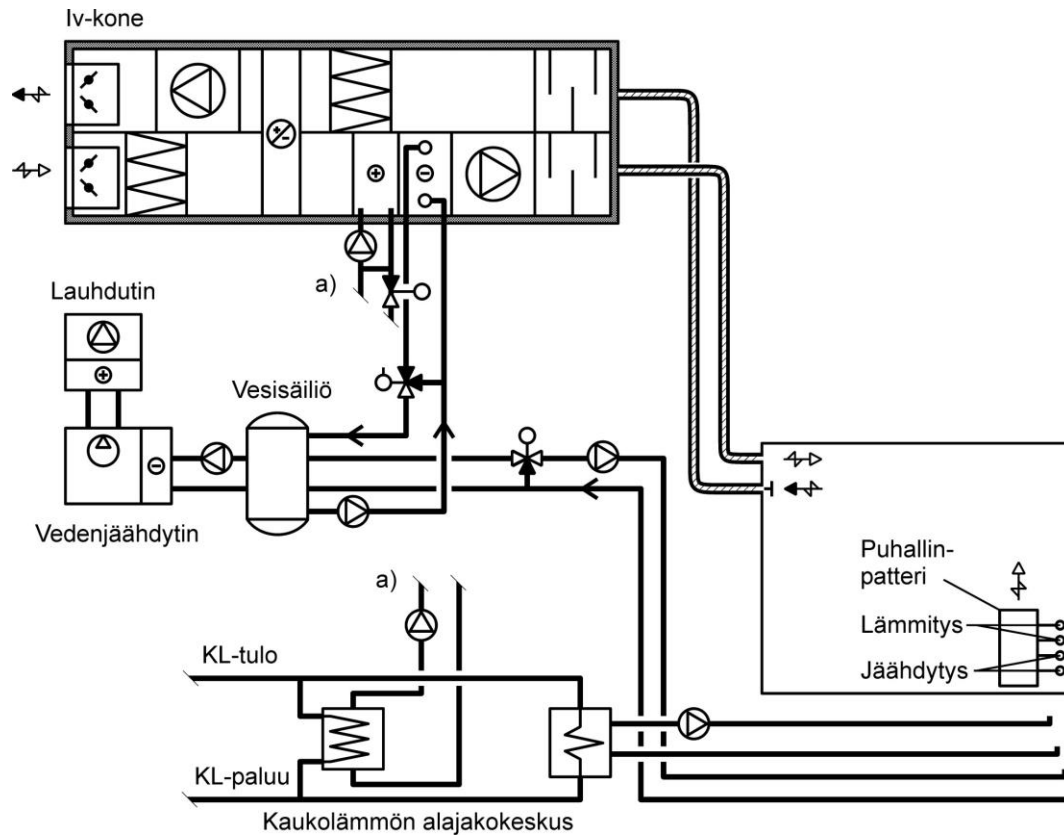 Iv-kone
a)
Lauhdutin
Vesisäiliö
Vedenjäähdytin
Puhallin-
patteri
Lämmitys
Jäähdytys
a)
KL-tulo
KL-paluu
Kaukolämmön alajakokeskus